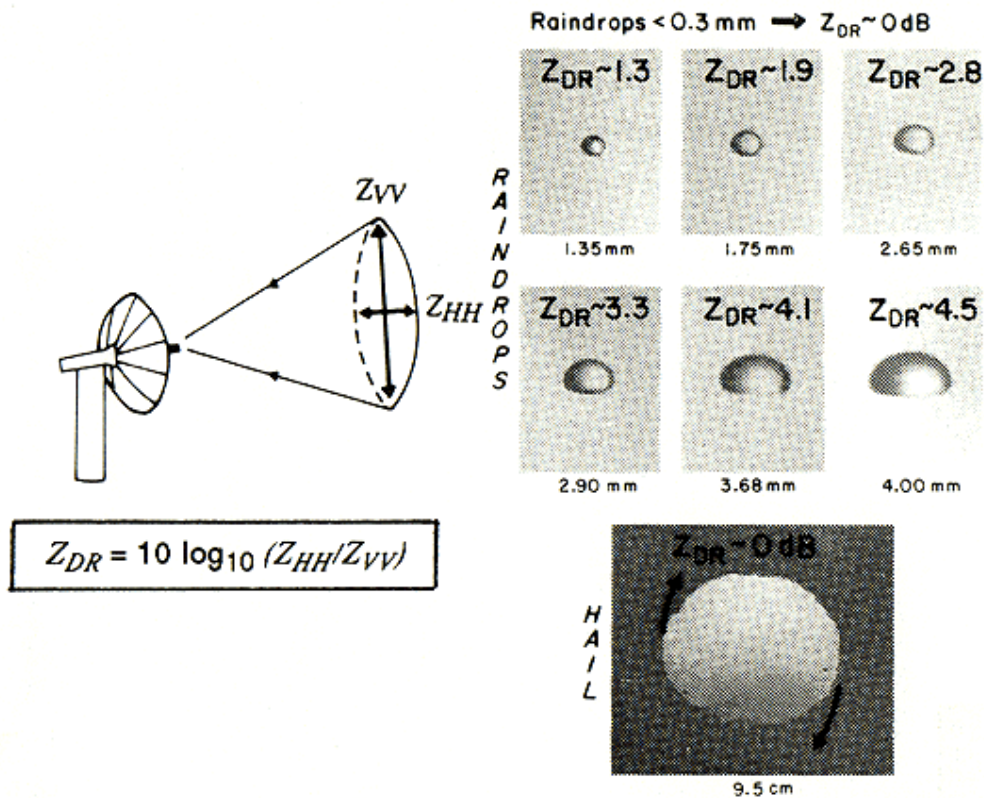 Raindrops < 0.3 mm → Z_DR ~ 0 dB
Z_DR~1.3
Z_DR~1.9
Z_DR~2.8
1.35 mm
1.75 mm
2.65 mm
RAINDROPS
Z_DR~3.3
Z_DR~4.1
Z_DR~4.5
2.90 mm
3.68 mm
4.00 mm
Z_VV
Z_HH
Z_DR = 10 log_10 (Z_HH/Z_VV)
HAIL
Z_DR~0 dB
9.5 cm